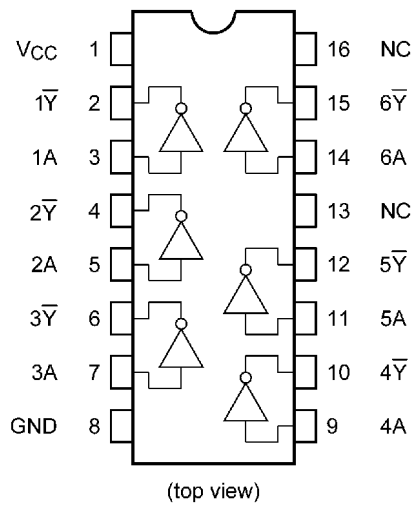 VCC 1 16 NC
1Y̅ 2 15 6Y̅
1A 3 14 6A
2Y̅ 4 13 NC
2A 5 12 5Y̅
3Y̅ 6 11 5A
3A 7 10 4Y̅
GND 8 9 4A
(top view)